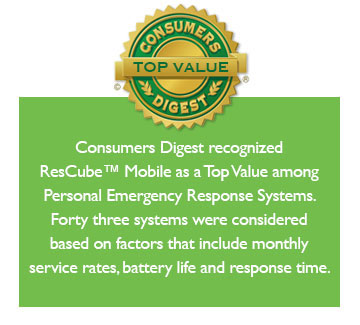 CONSUMERS
TOP VALUE
© DIGEST ®
Consumers Digest recognized
ResCube™ Mobile as a Top Value among
Personal Emergency Response Systems.
Forty three systems were considered
based on factors that include monthly
service rates, battery life and response time.